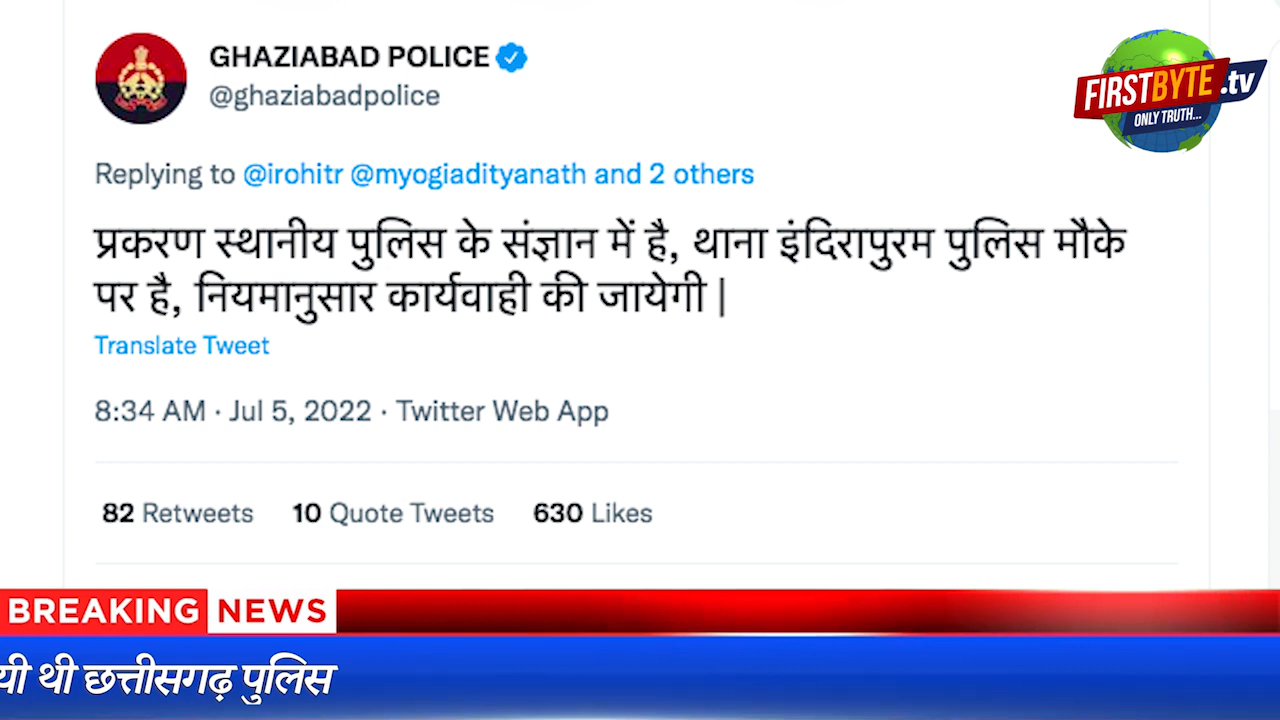 GHAZIABAD POLICE
@ghaziabadpolice
FIRSTBYTE.tv
ONLY TRUTH...
Replying to @irohitr @myogiadityanath and 2 others
प्रकरण स्थानीय पुलिस के संज्ञान में है, थाना इंदिरापुरम पुलिस मौके
पर है, नियमानुसार कार्यवाही की जायेगी |
Translate Tweet
8:34 AM · Jul 5, 2022 · Twitter Web App
82 Retweets 10 Quote Tweets 630 Likes
BREAKING NEWS
थी छत्तीसगढ़ पुलिस